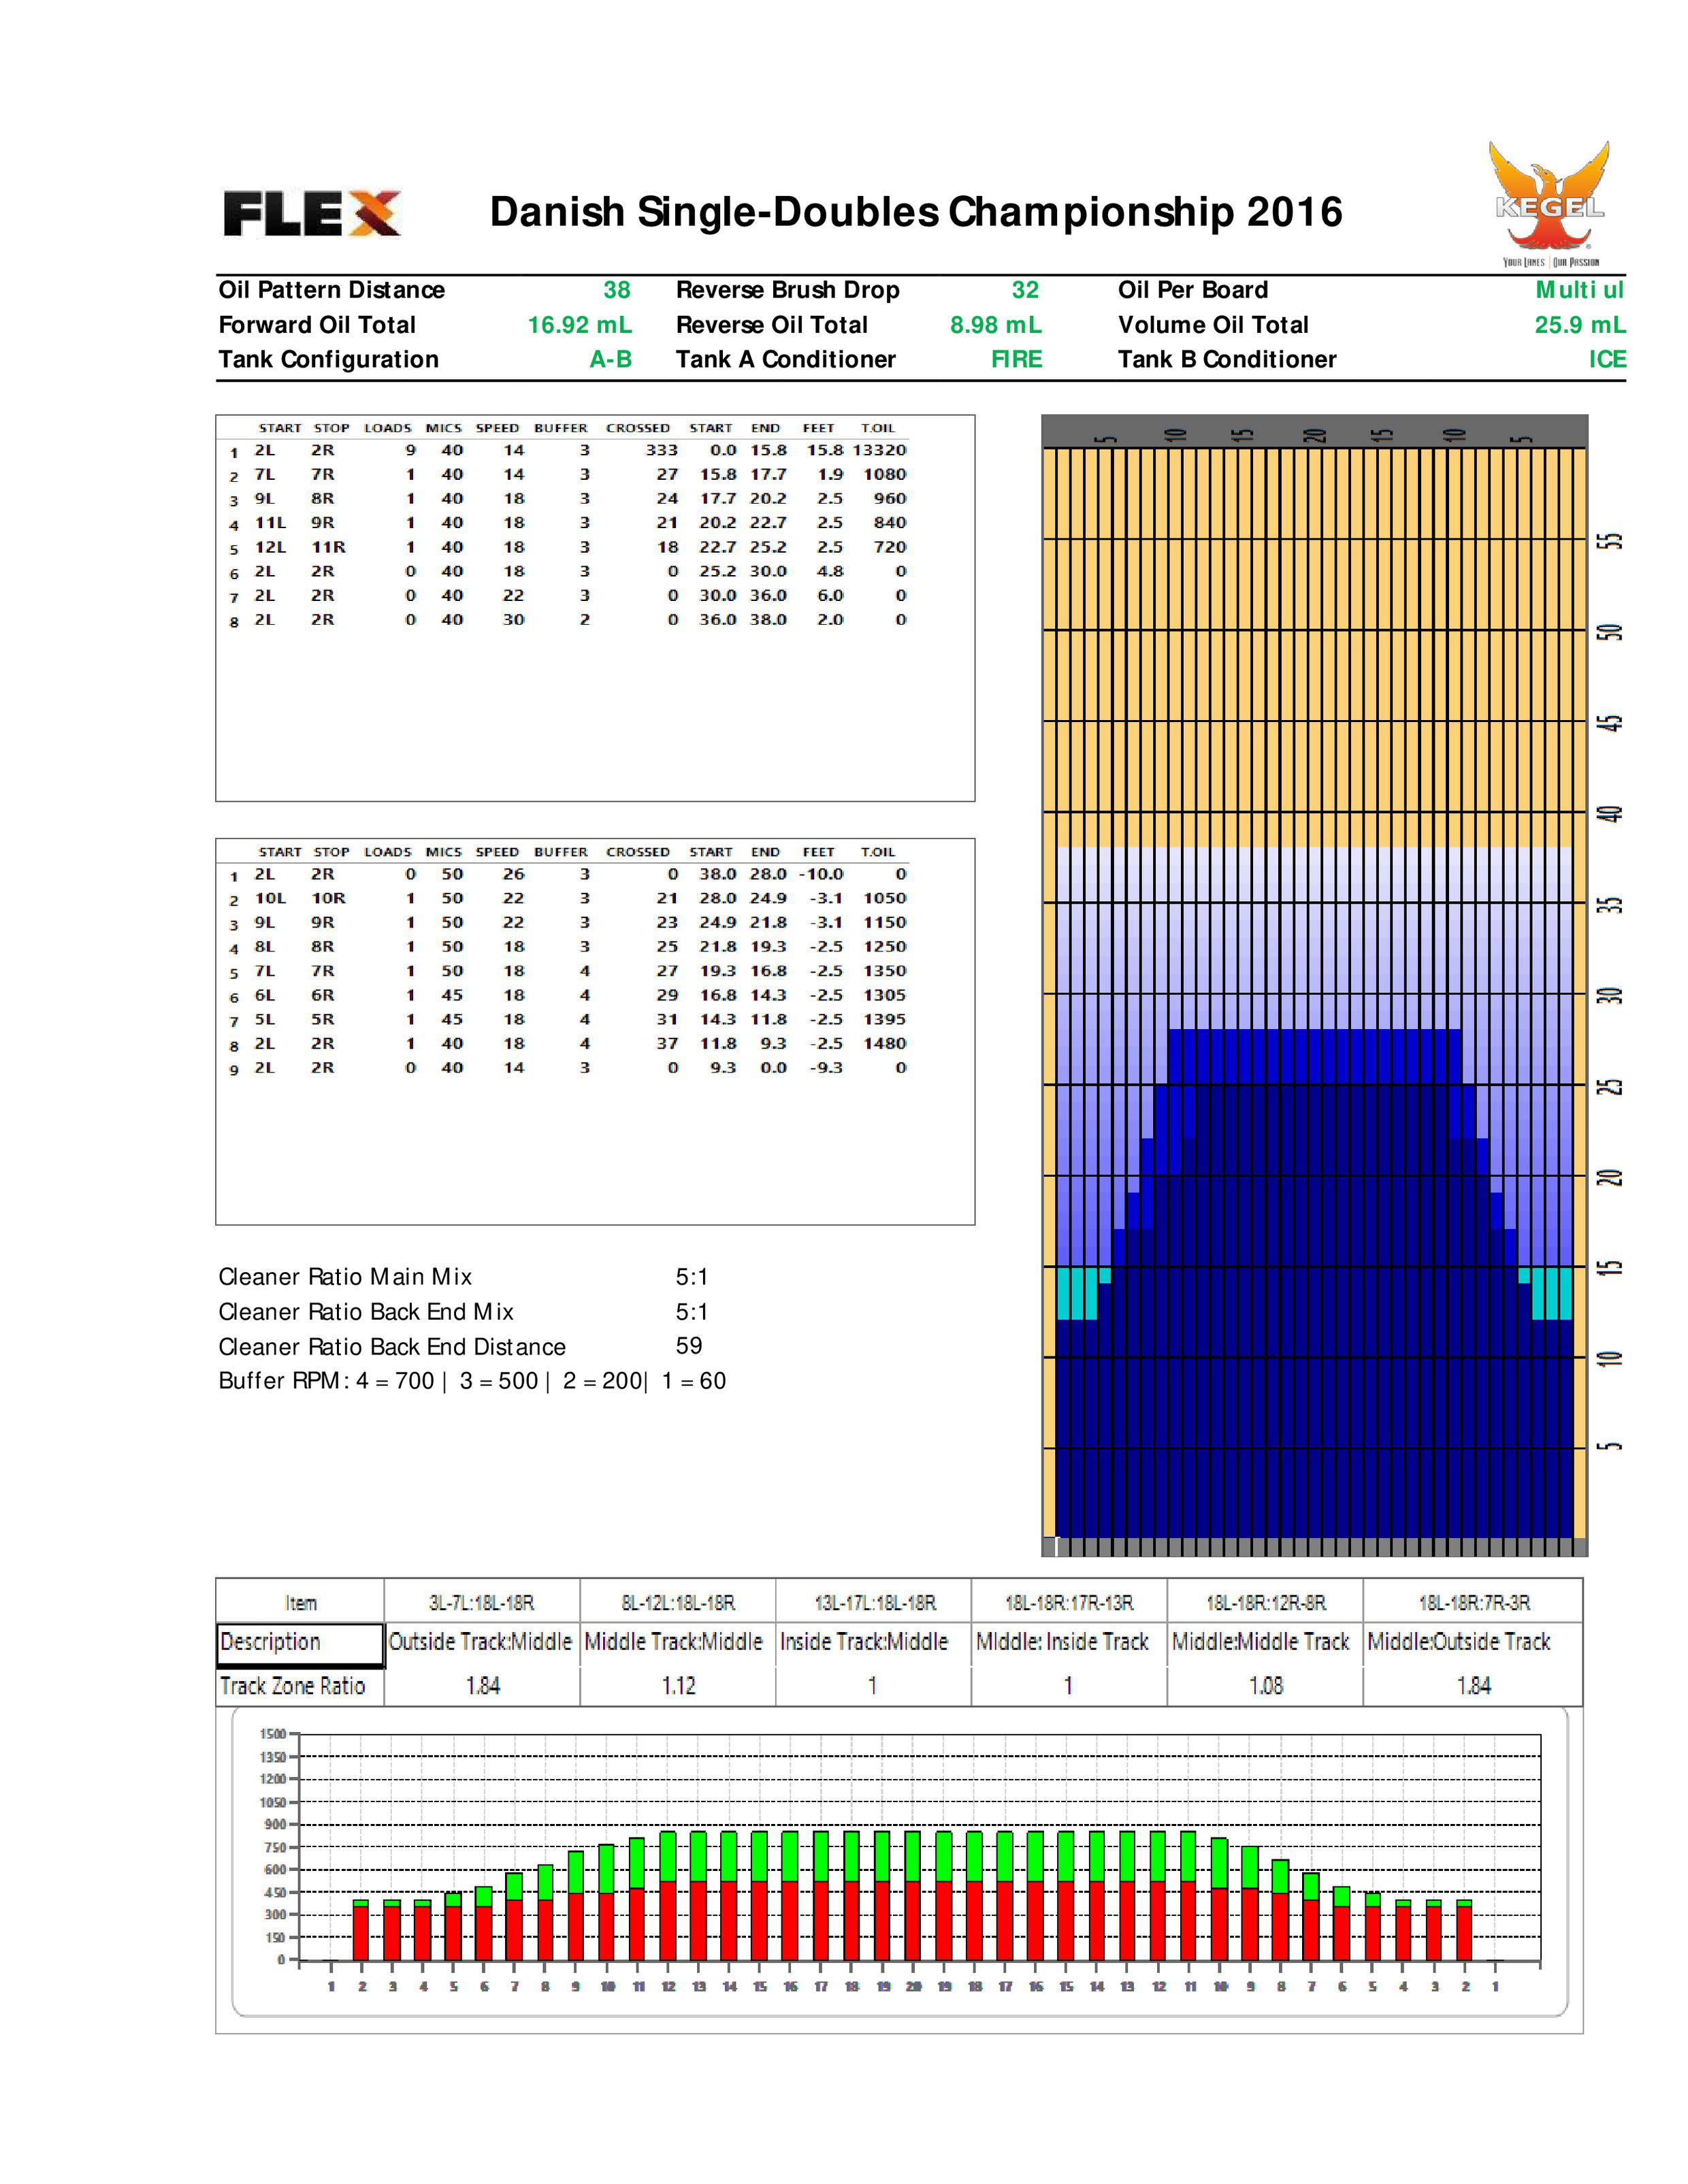 FLEX
Danish Single-Doubles Championship 2016
KEGEL
YOUR LANES | OUR PASSION
Oil Pattern Distance 38 Reverse Brush Drop 32 Oil Per Board Multi ul
Forward Oil Total 16.92 mL Reverse Oil Total 8.98 mL Volume Oil Total 25.9 mL
Tank Configuration A-B Tank A Conditioner FIRE Tank B Conditioner ICE
START STOP LOADS MICS SPEED BUFFER CROSSED START END FEET T.OIL
1 2L 2R 9 40 14 3 333 0.0 15.8 15.8 13320
2 7L 7R 1 40 14 3 27 15.8 17.7 1.9 1080
3 9L 8R 1 40 18 3 24 17.7 20.2 2.5 960
4 11L 9R 1 40 18 3 21 20.2 22.7 2.5 840
5 12L 11R 1 40 18 3 18 22.7 25.2 2.5 720
6 2L 2R 0 40 18 3 0 25.2 30.0 4.8 0
7 2L 2R 0 40 22 3 0 30.0 36.0 6.0 0
8 2L 2R 0 40 30 2 0 36.0 38.0 2.0 0
START STOP LOADS MICS SPEED BUFFER CROSSED START END FEET T.OIL
1 2L 2R 0 50 26 3 0 38.0 28.0 -10.0 0
2 10L 10R 1 50 22 3 21 28.0 24.9 -3.1 1050
3 9L 9R 1 50 22 3 23 24.9 21.8 -3.1 1150
4 8L 8R 1 50 18 3 25 21.8 19.3 -2.5 1250
5 7L 7R 1 50 18 4 27 19.3 16.8 -2.5 1350
6 6L 6R 1 45 18 4 29 16.8 14.3 -2.5 1305
7 5L 5R 1 45 18 4 31 14.3 11.8 -2.5 1395
8 2L 2R 1 40 18 4 37 11.8 9.3 -2.5 1480
9 2L 2R 0 40 14 3 0 9.3 0.0 -9.3 0
Cleaner Ratio Main Mix 5:1
Cleaner Ratio Back End Mix 5:1
Cleaner Ratio Back End Distance 59
Buffer RPM: 4 = 700 | 3 = 500 | 2 = 200| 1 = 60
5 10 15 20 15 10 5
55
50
45
40
35
30
25
20
15
10
5
Item 3L-7L:18L-18R 8L-12L:18L-18R 13L-17L:18L-18R 18L-18R:17R-13R 18L-18R:12R-8R 18L-18R:7R-3R
Description Outside Track:Middle Middle Track:Middle Inside Track:Middle MIddle: Inside Track Middle:Middle Track Middle:Outside Track
Track Zone Ratio 1.84 1.12 1 1 1.08 1.84
1500
1350
1200
1050
900
750
600
450
300
150
0
1 2 3 4 5 6 7 8 9 10 11 12 13 14 15 16 17 18 19 20 19 18 17 16 15 14 13 12 11 10 9 8 7 6 5 4 3 2 1